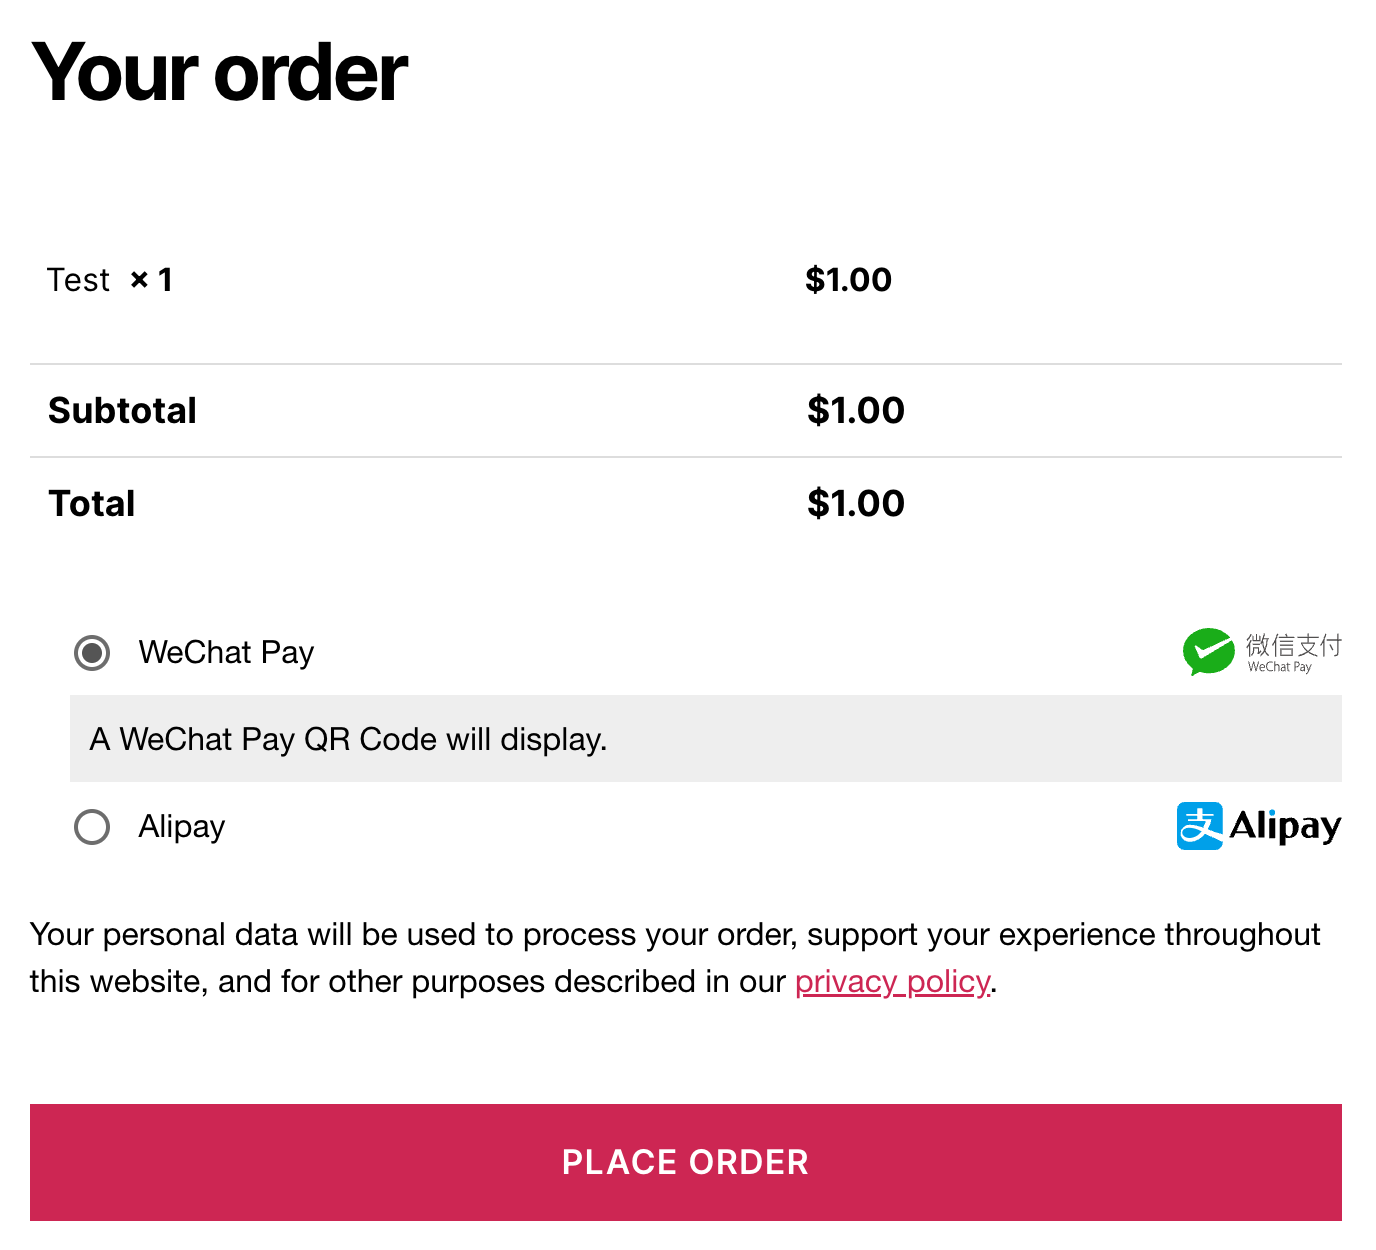 Your order
Test × 1 $1.00
Subtotal $1.00
Total $1.00
WeChat Pay 微信支付
WeChat Pay
A WeChat Pay QR Code will display.
Alipay 支 Alipay
Your personal data will be used to process your order, support your experience throughout
this website, and for other purposes described in our privacy policy.
PLACE ORDER